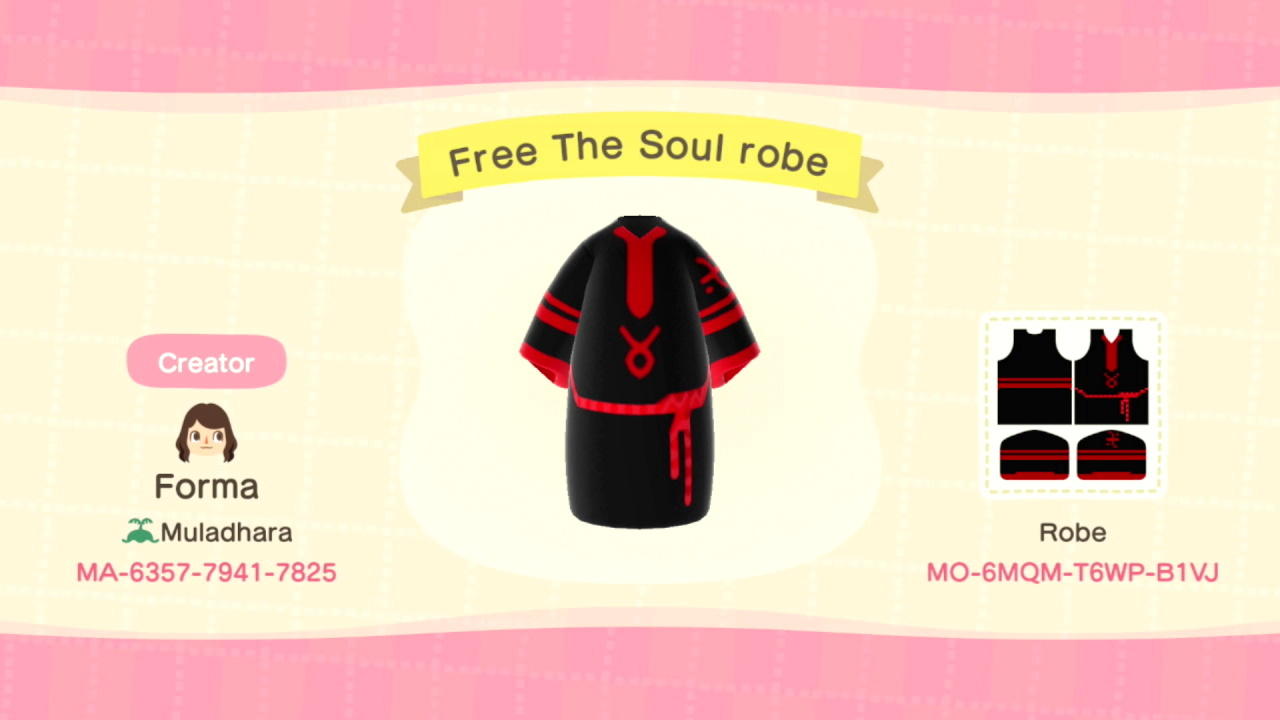 Free The Soul robe
Creator
Forma
Muladhara
MA-6357-7941-7825
Robe
MO-6MQM-T6WP-B1VJ